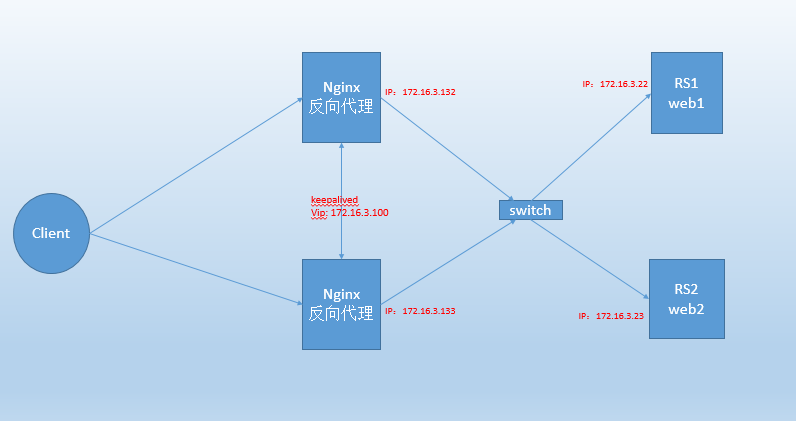 Nginx
反向代理
IP： 172.16.3.132
IP： 172.16.3.22
RS1
web1
keepalived
Vip: 172.16.3.100
switch
Client
Nginx
反向代理
IP： 172.16.3.133
RS2
web2
IP： 172.16.3.23